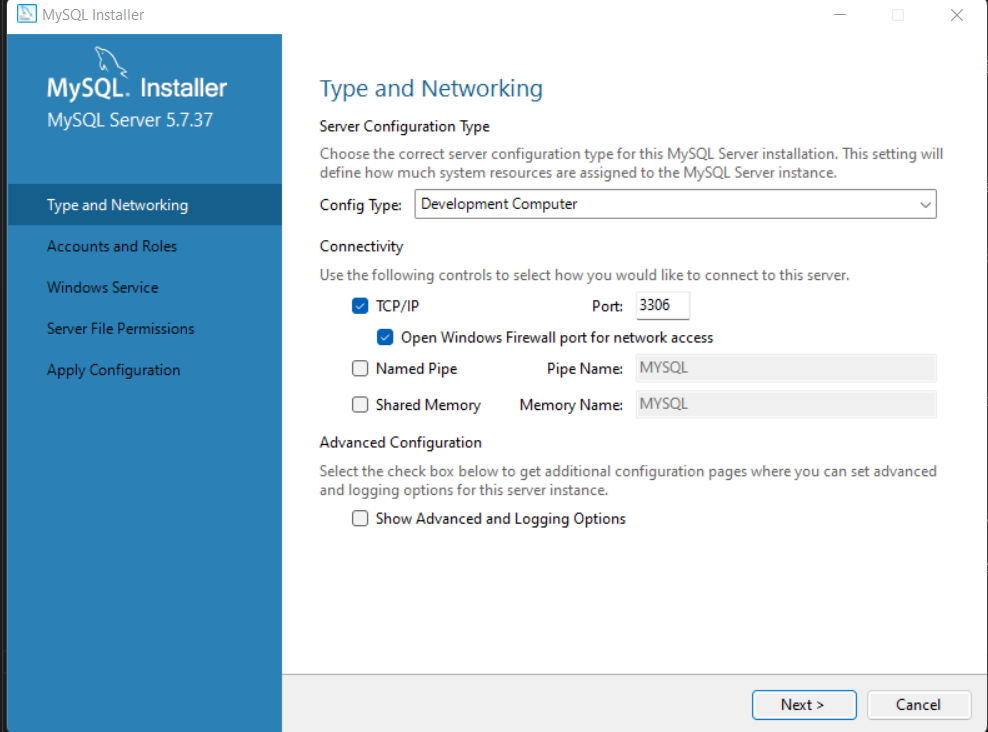 MySQL Installer
MySQL. Installer
MySQL Server 5.7.37
Type and Networking
Accounts and Roles
Windows Service
Server File Permissions
Apply Configuration
Type and Networking
Server Configuration Type
Choose the correct server configuration type for this MySQL Server installation. This setting will
define how much system resources are assigned to the MySQL Server instance.
Config Type: Development Computer
Connectivity
Use the following controls to select how you would like to connect to this server.
TCP/IP Port: 3306
Open Windows Firewall port for network access
Named Pipe Pipe Name: MYSQL
Shared Memory Memory Name: MYSQL
Advanced Configuration
Select the check box below to get additional configuration pages where you can set advanced
and logging options for this server instance.
Show Advanced and Logging Options
Next > Cancel